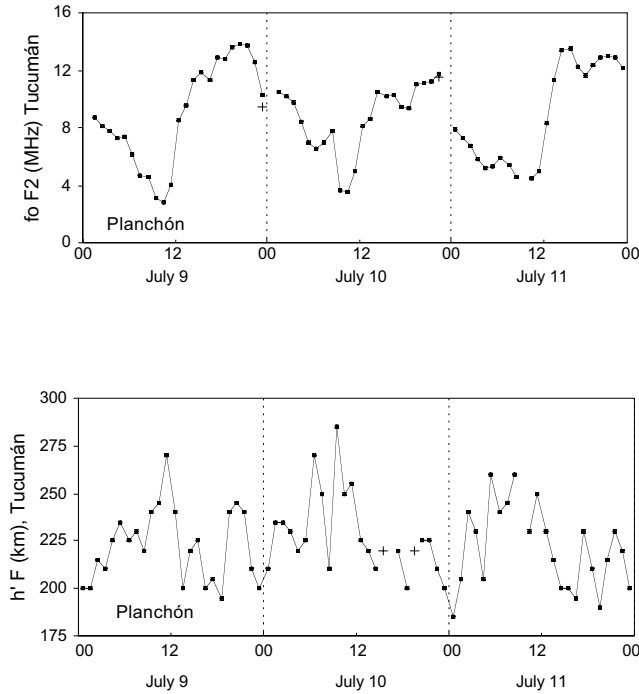 16
12
8
4
0
fo F2 (MHz) Tucumán
Planchón
00 12 00 12 00 12 00
July 9 July 10 July 11
300
275
250
225
200
175
h' F (km), Tucumán
Planchón
00 12 00 12 00 12 00
July 9 July 10 July 11